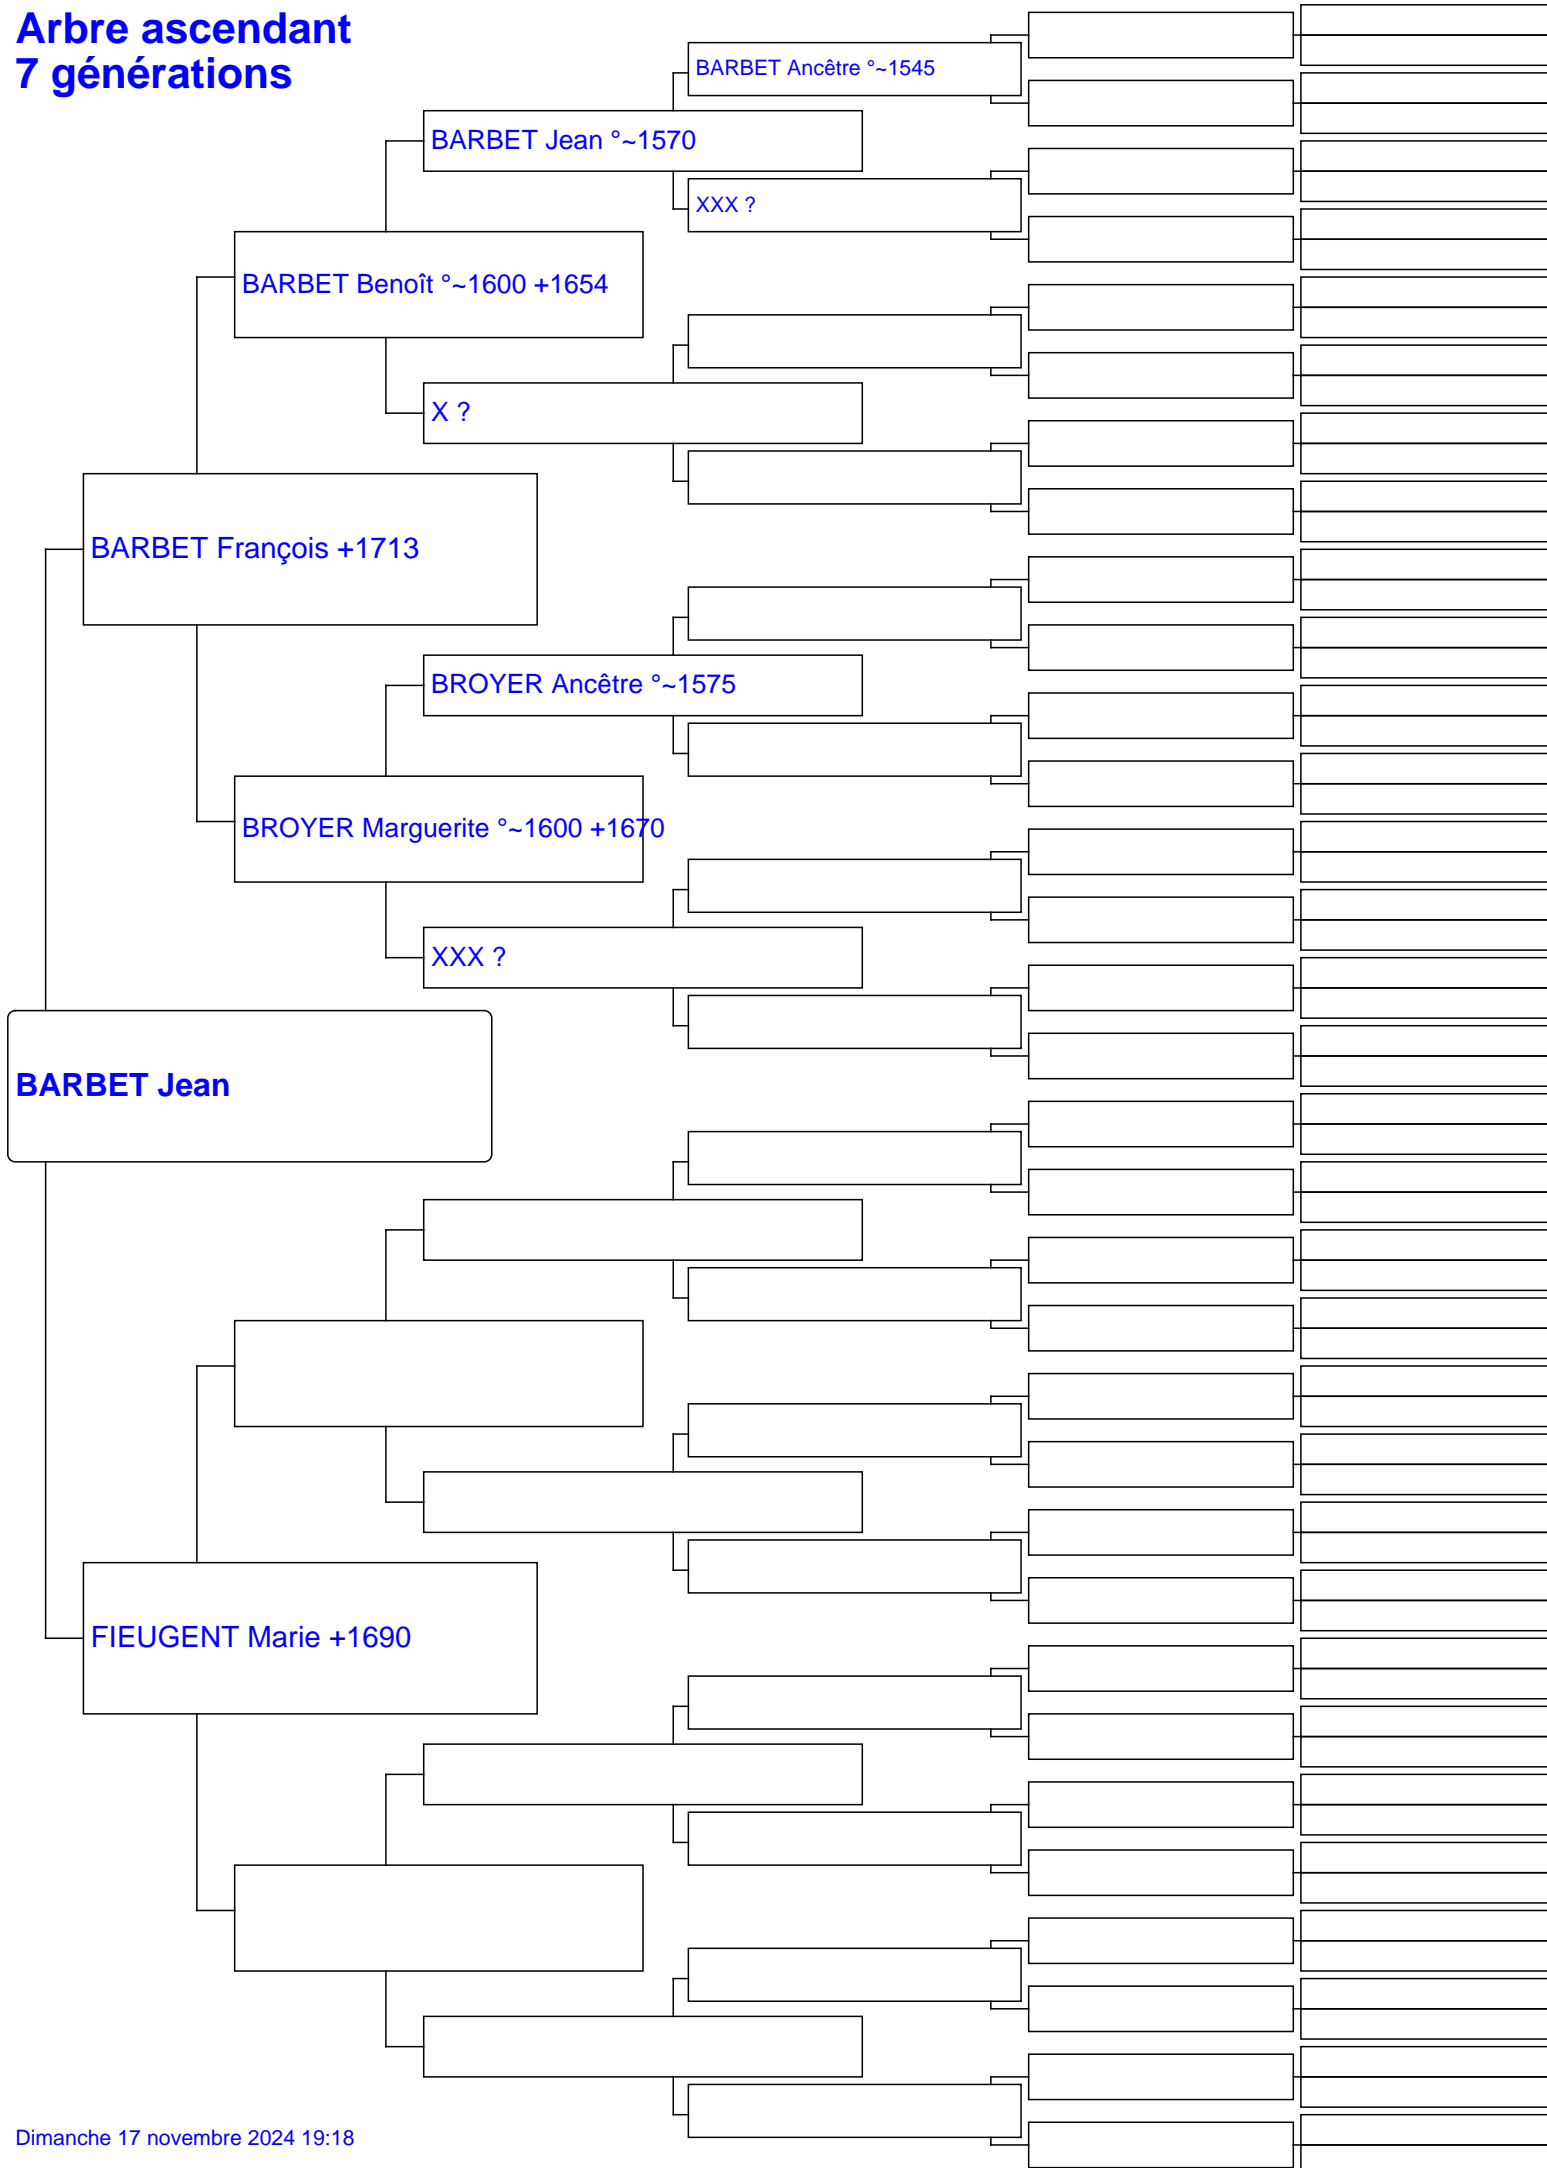 Arbre ascendant
7 générations
BARBET Ancêtre °~1545
BARBET Jean °~1570
XXX ?
BARBET Benoît °~1600 +1654
X ?
BARBET François +1713
BROYER Ancêtre °~1575
BROYER Marguerite °~1600 +1670
XXX ?
BARBET Jean
FIEUGENT Marie +1690
Dimanche 17 novembre 2024 19:18